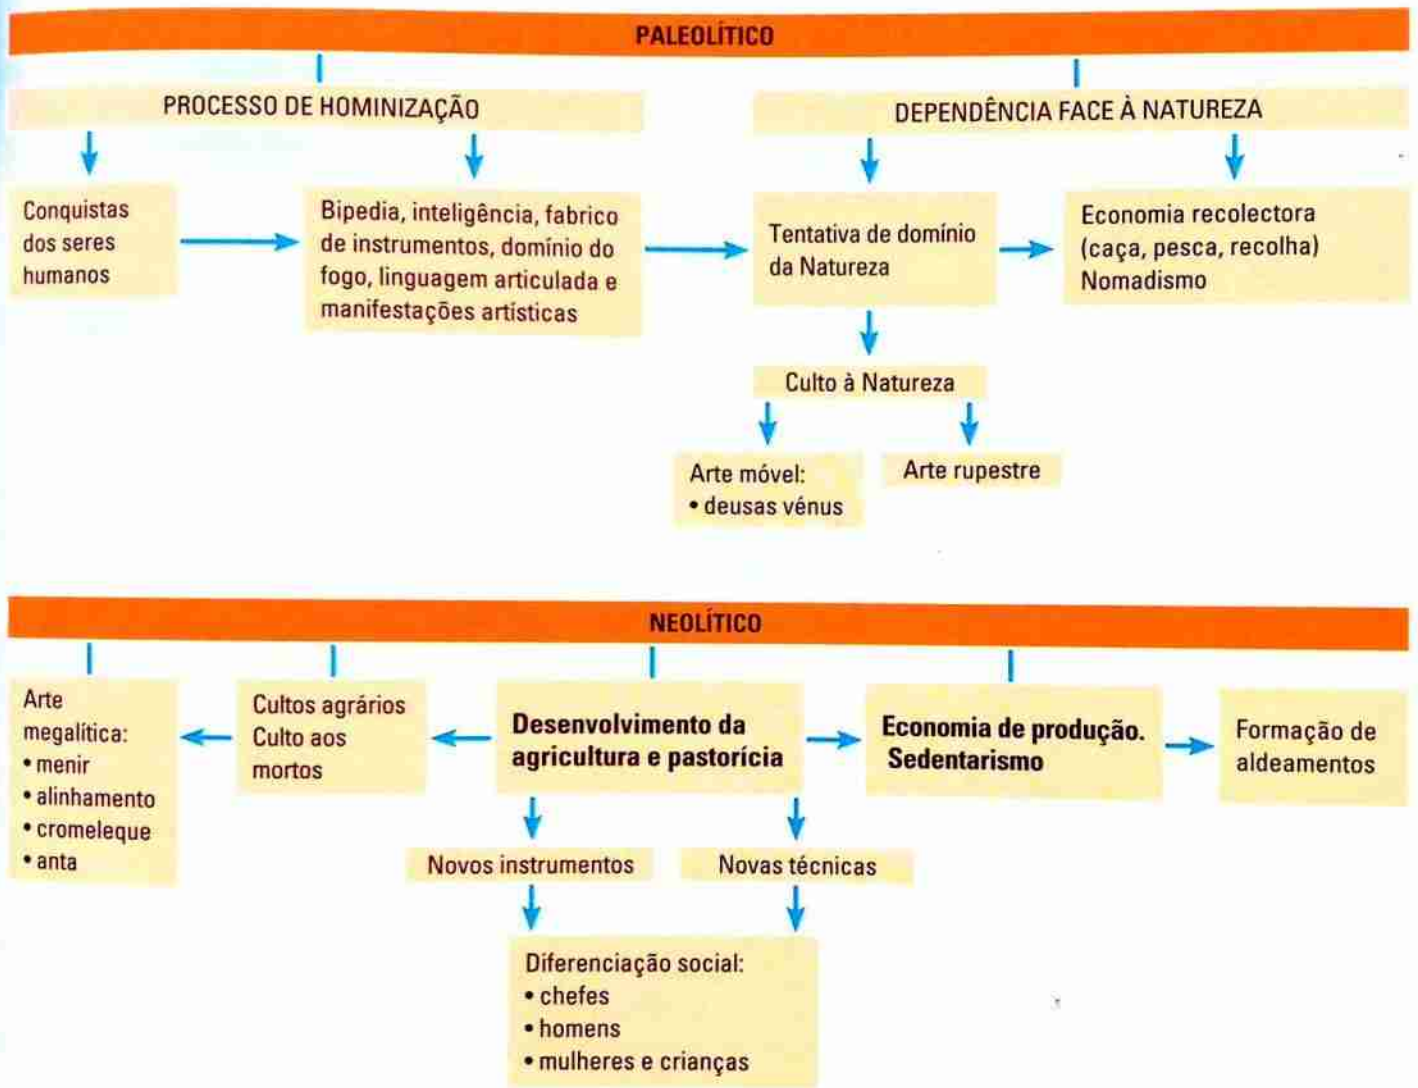 PALEOLÍTICO
PROCESSO DE HOMINIZAÇÃO
DEPENDÊNCIA FACE À NATUREZA
Conquistas
dos seres
humanos
Bipedia, inteligência, fabrico
de instrumentos, domínio do
fogo, linguagem articulada e
manifestações artísticas
Tentativa de domínio
da Natureza
Economia recolectora
(caça, pesca, recolha)
Nomadismo
Culto à Natureza
Arte móvel:
• deusas vénus
Arte rupestre
NEOLÍTICO
Arte
megalítica:
• menir
• alinhamento
• cromeleque
• anta
Cultos agrários
Culto aos
mortos
Desenvolvimento da
agricultura e pastorícia
Economia de produção.
Sedentarismo
Formação de
aldeamentos
Novos instrumentos
Novas técnicas
Diferenciação social:
• chefes
• homens
• mulheres e crianças